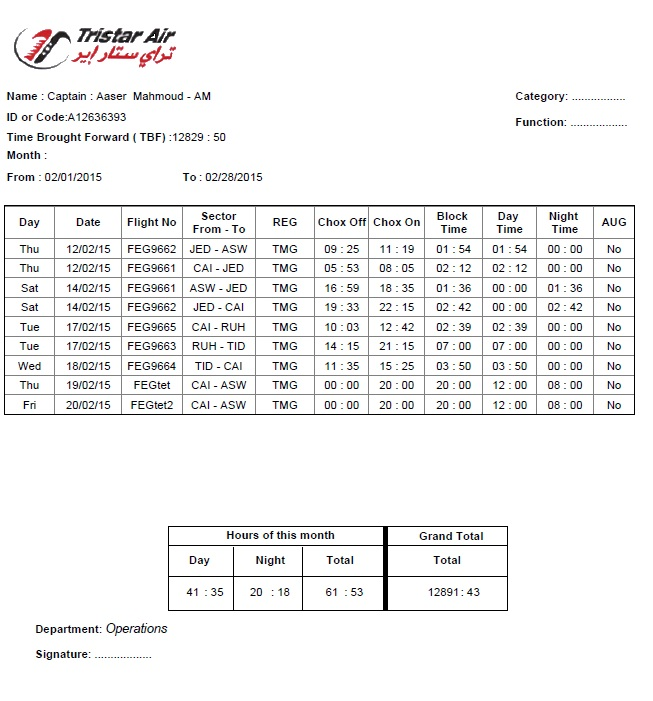 Tristar Air
تراي ستار اير
Name : Captain : Aaser Mahmoud - AM
Category: .................
ID or Code:A12636393
Function: ..................
Time Brought Forward ( TBF) :12829 : 50
Month :
From : 02/01/2015 To : 02/28/2015
Day Date Flight No Sector From - To REG Chox Off Chox On Block Time Day Time Night Time AUG
Thu 12/02/15 FEG9662 JED - ASW TMG 09 : 25 11 : 19 01 : 54 01 : 54 00 : 00 No
Thu 12/02/15 FEG9661 CAI - JED TMG 05 : 53 08 : 05 02 : 12 02 : 12 00 : 00 No
Sat 14/02/15 FEG9661 ASW - JED TMG 16 : 59 18 : 35 01 : 36 00 : 00 01 : 36 No
Sat 14/02/15 FEG9662 JED - CAI TMG 19 : 33 22 : 15 02 : 42 00 : 00 02 : 42 No
Tue 17/02/15 FEG9665 CAI - RUH TMG 10 : 03 12 : 42 02 : 39 02 : 39 00 : 00 No
Tue 17/02/15 FEG9663 RUH - TID TMG 14 : 15 21 : 15 07 : 00 07 : 00 00 : 00 No
Wed 18/02/15 FEG9664 TID - CAI TMG 11 : 35 15 : 25 03 : 50 03 : 50 00 : 00 No
Thu 19/02/15 FEGtet CAI - ASW TMG 00 : 00 20 : 00 20 : 00 12 : 00 08 : 00 No
Fri 20/02/15 FEGtet2 CAI - ASW TMG 00 : 00 20 : 00 20 : 00 12 : 00 08 : 00 No
Hours of this month Grand Total
Day Night Total Total
41 : 35 20 : 18 61 : 53 12891: 43
Department: Operations
Signature: ..................